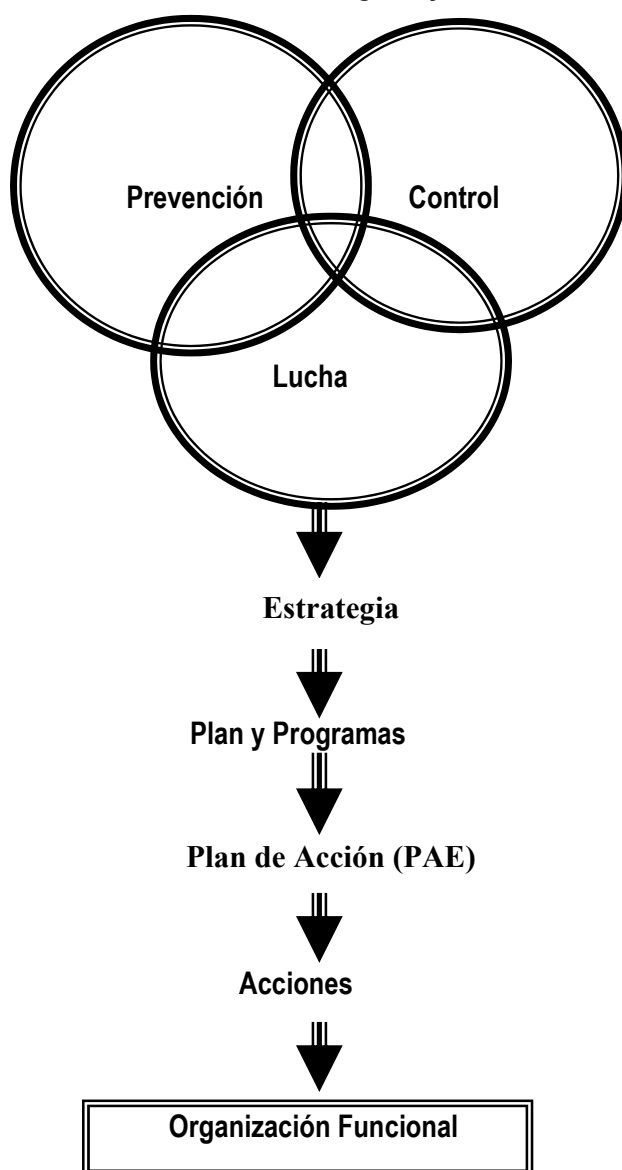 Prevención Control
Lucha
Estrategia
Plan y Programas
Plan de Acción (PAE)
Acciones
Organización Funcional